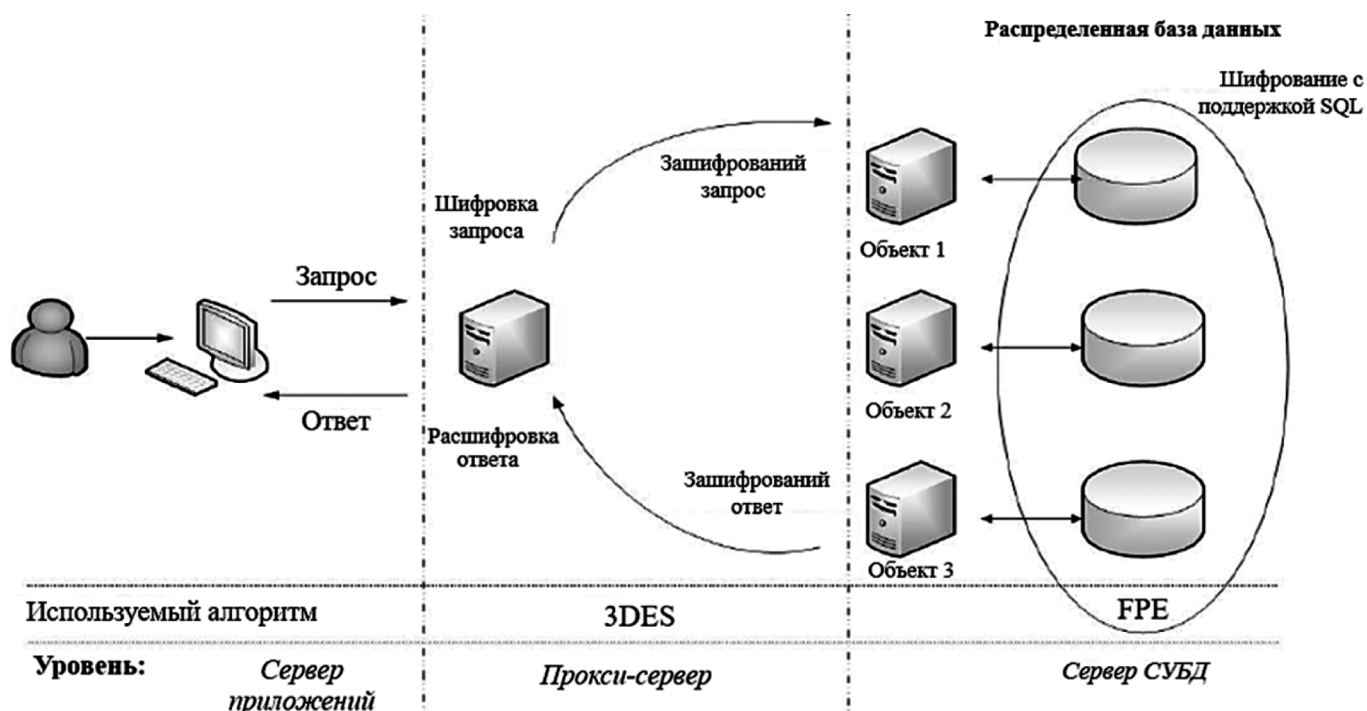 Распределенная база данных
Шифрование с
поддержкой SQL
Зашифрований
запрос
Шифровка
запроса
Объект 1
Запрос
Ответ
Объект 2
Расшифровка
ответа
Зашифрований
ответ
Объект 3
Используемый алгоритм
3DES
FPE
Уровень:
Сервер
приложений
Прокси-сервер
Сервер СУБД